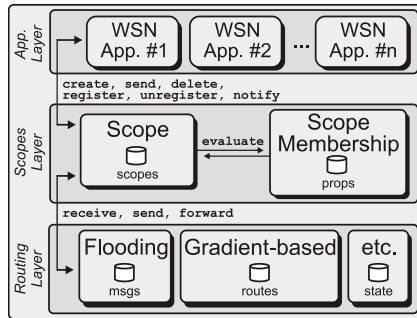 App. Layer
WSN App. #1
WSN App. #2
...
WSN App. #n
create, send, delete,
register, unregister, notify
Scopes Layer
Scope
scopes
evaluate
Scope Membership
props
receive, send, forward
Routing Layer
Flooding
msgs
Gradient-based
routes
etc.
state